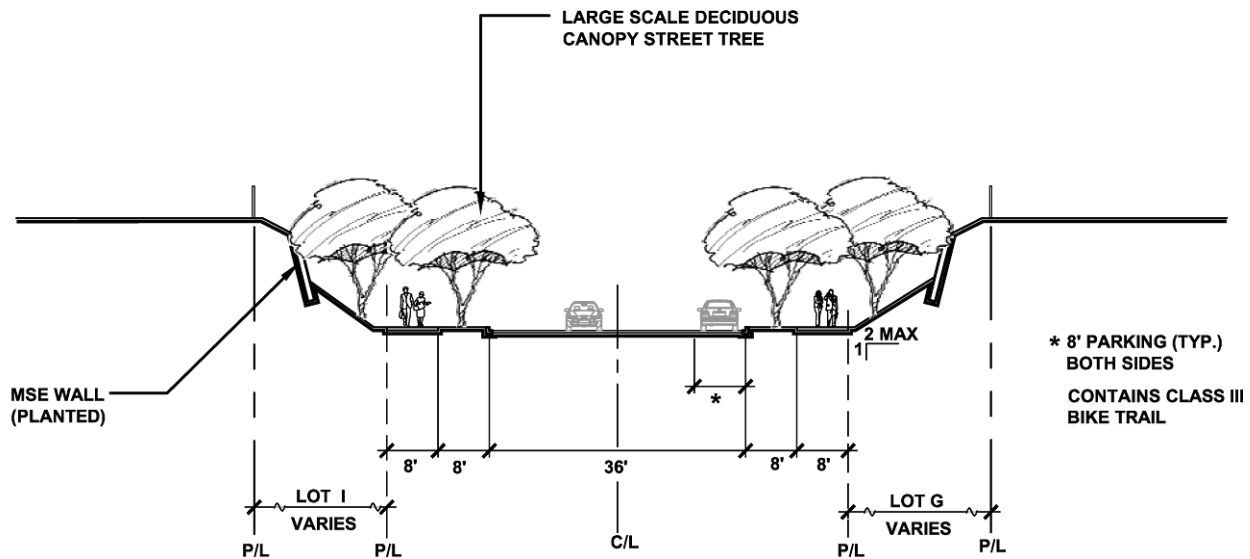 LARGE SCALE DECIDUOUS
CANOPY STREET TREE
MSE WALL
(PLANTED)
2 MAX
1
* 8' PARKING (TYP.)
BOTH SIDES
CONTAINS CLASS III
BIKE TRAIL
*
8'
8'
36'
8'
8'
LOT I
VARIES
LOT G
VARIES
P/L
P/L
C/L
P/L
P/L